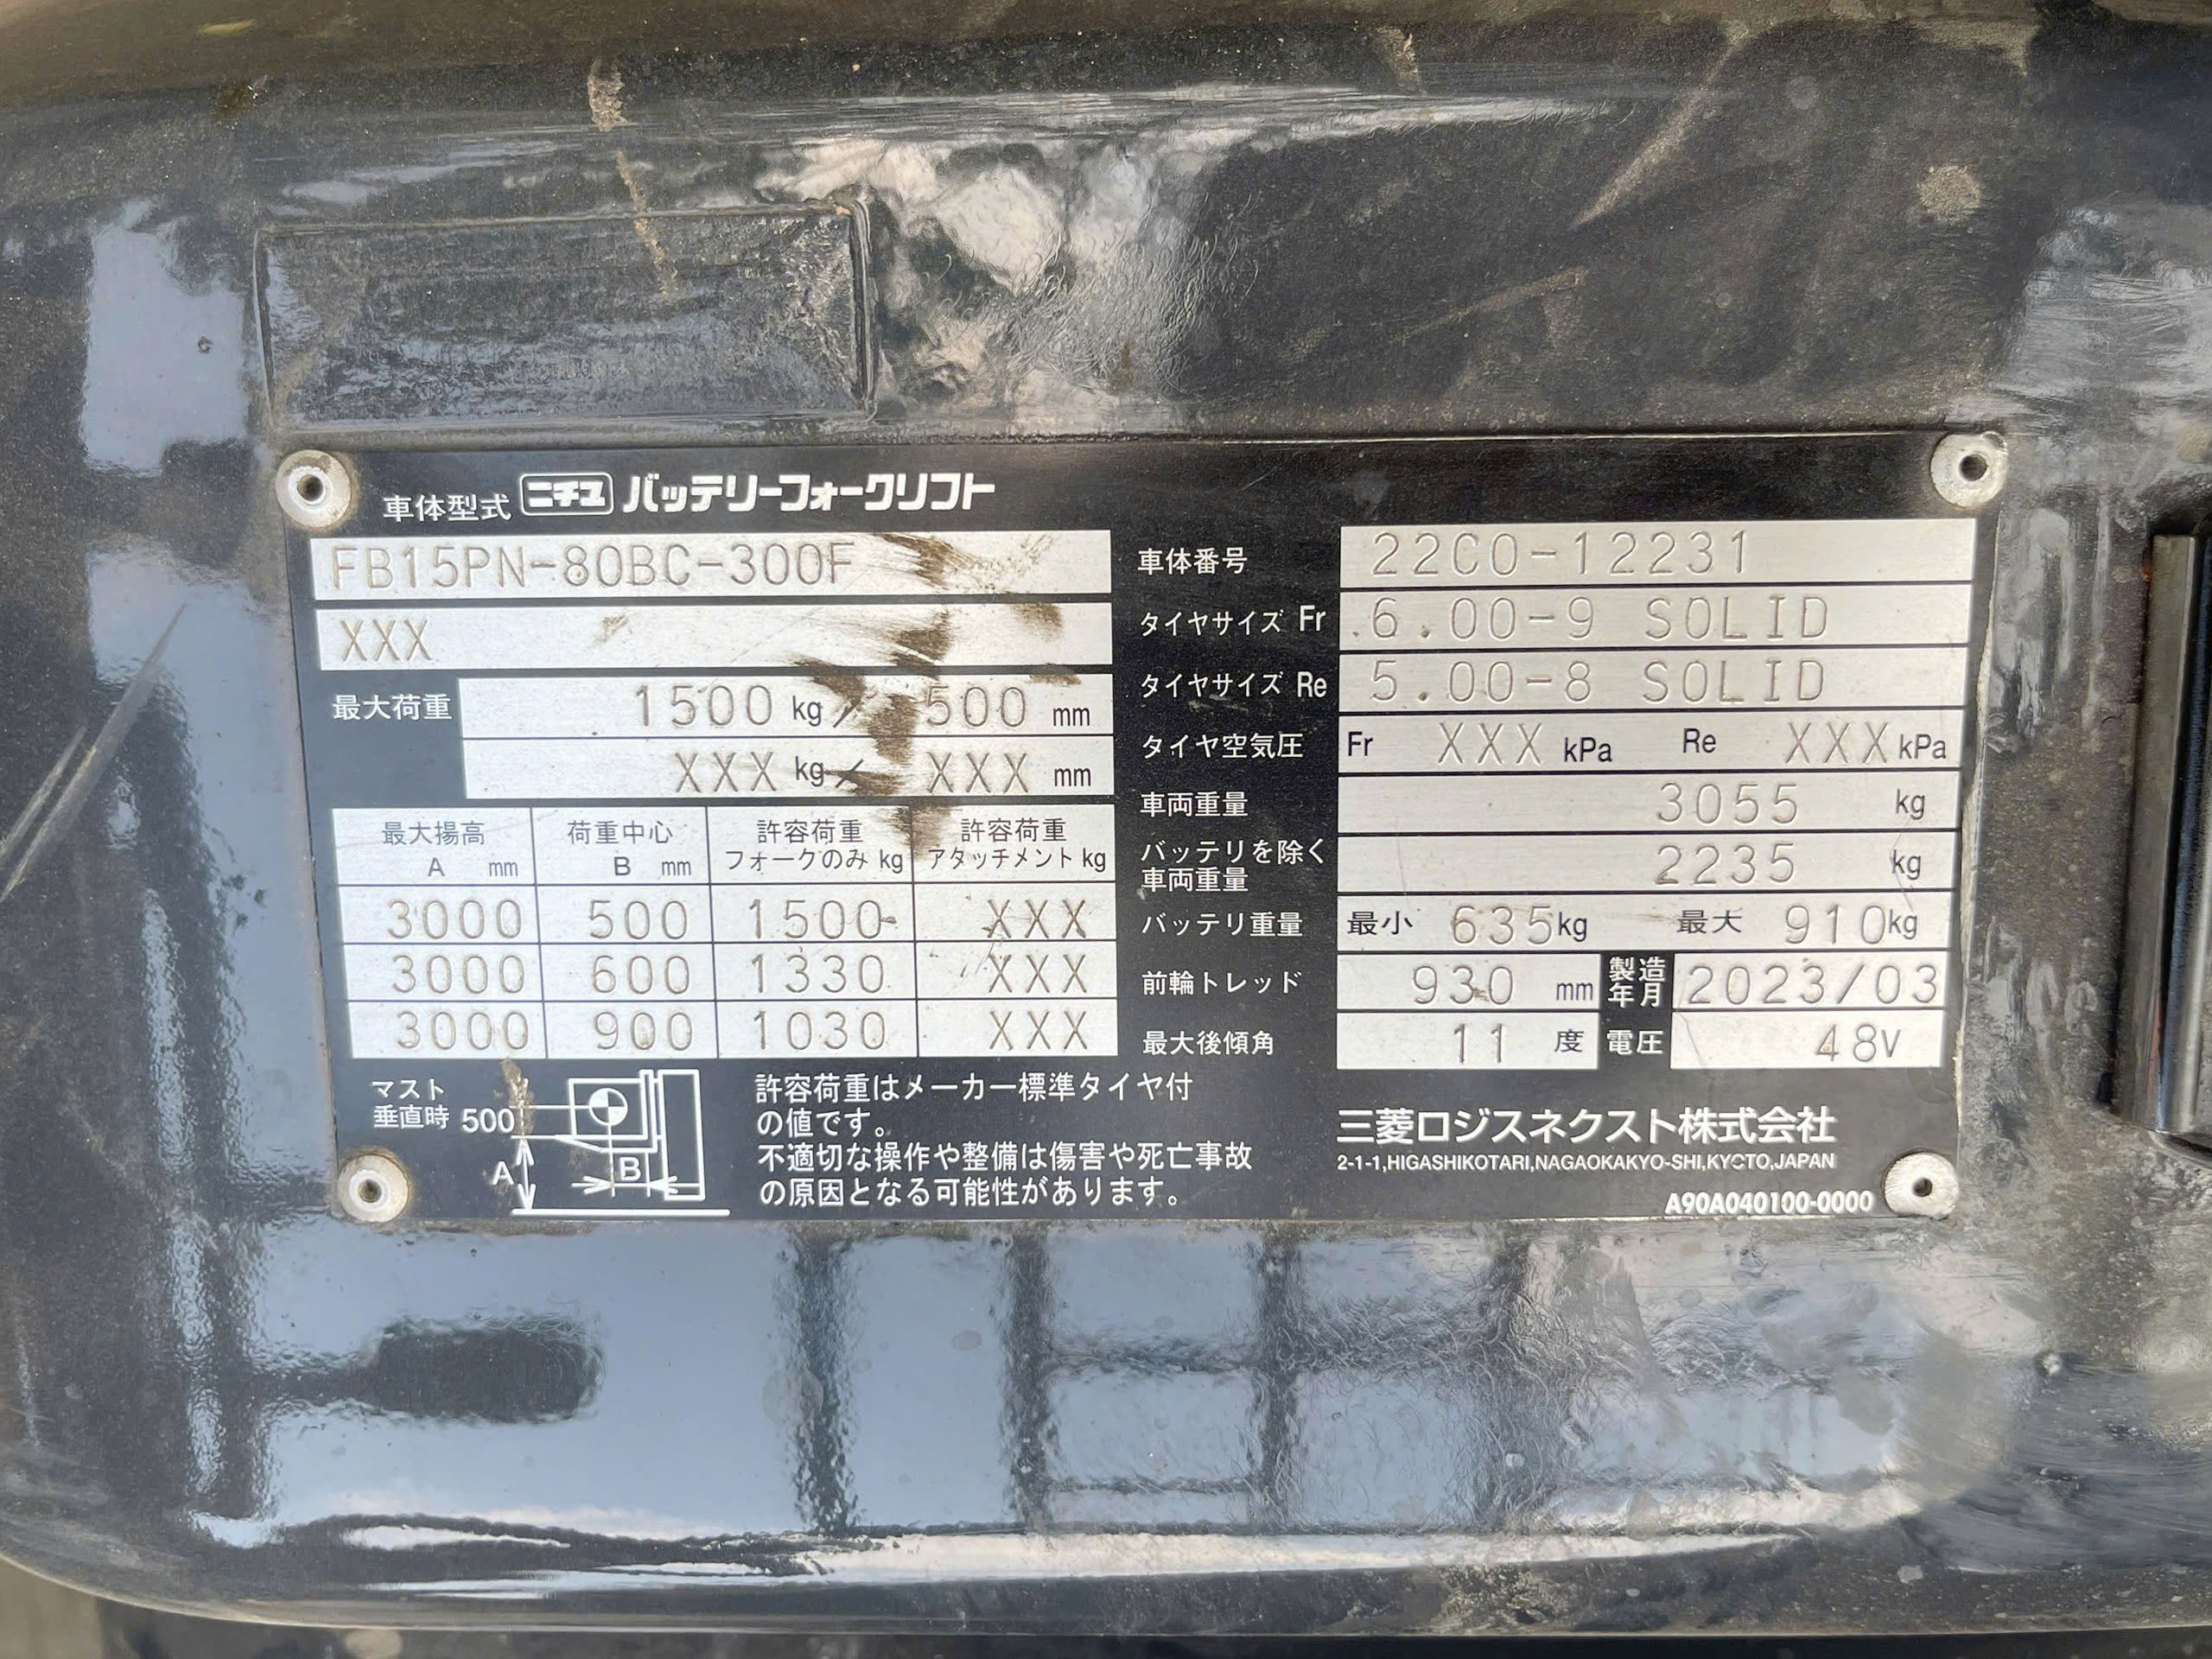 車体型式 ニチユ バッテリーフォークリフト
FB15PN-80BC-300F
XXX
最大荷重 1500 kg / 500 mm
XXX kg / XXX mm
最大揚高 A mm 荷重中心 B mm 許容荷重 フォークのみ kg 許容荷重 アタッチメント kg
3000 500 1500 XXX
3000 600 1330 XXX
3000 900 1030 XXX
マスト
垂直時 500
A B
許容荷重はメーカー標準タイヤ付
の値です。
不適切な操作や整備は傷害や死亡事故
の原因となる可能性があります。
車体番号 22C0-12231
タイヤサイズ Fr 6.00-9 SOLID
タイヤサイズ Re 5.00-8 SOLID
タイヤ空気圧 Fr XXX kPa Re XXX kPa
車両重量 3055 kg
バッテリを除く
車両重量 2235 kg
バッテリ重量 最小 635kg 最大 910kg
前輪トレッド 930 mm 製造年月 2023/03
最大後傾角 11 度 電圧 48V
三菱ロジスネクスト株式会社
2-1-1,HIGASHIKOTARI,NAGAOKAKYO-SHI,KYOTO,JAPAN
A90A040100-0000